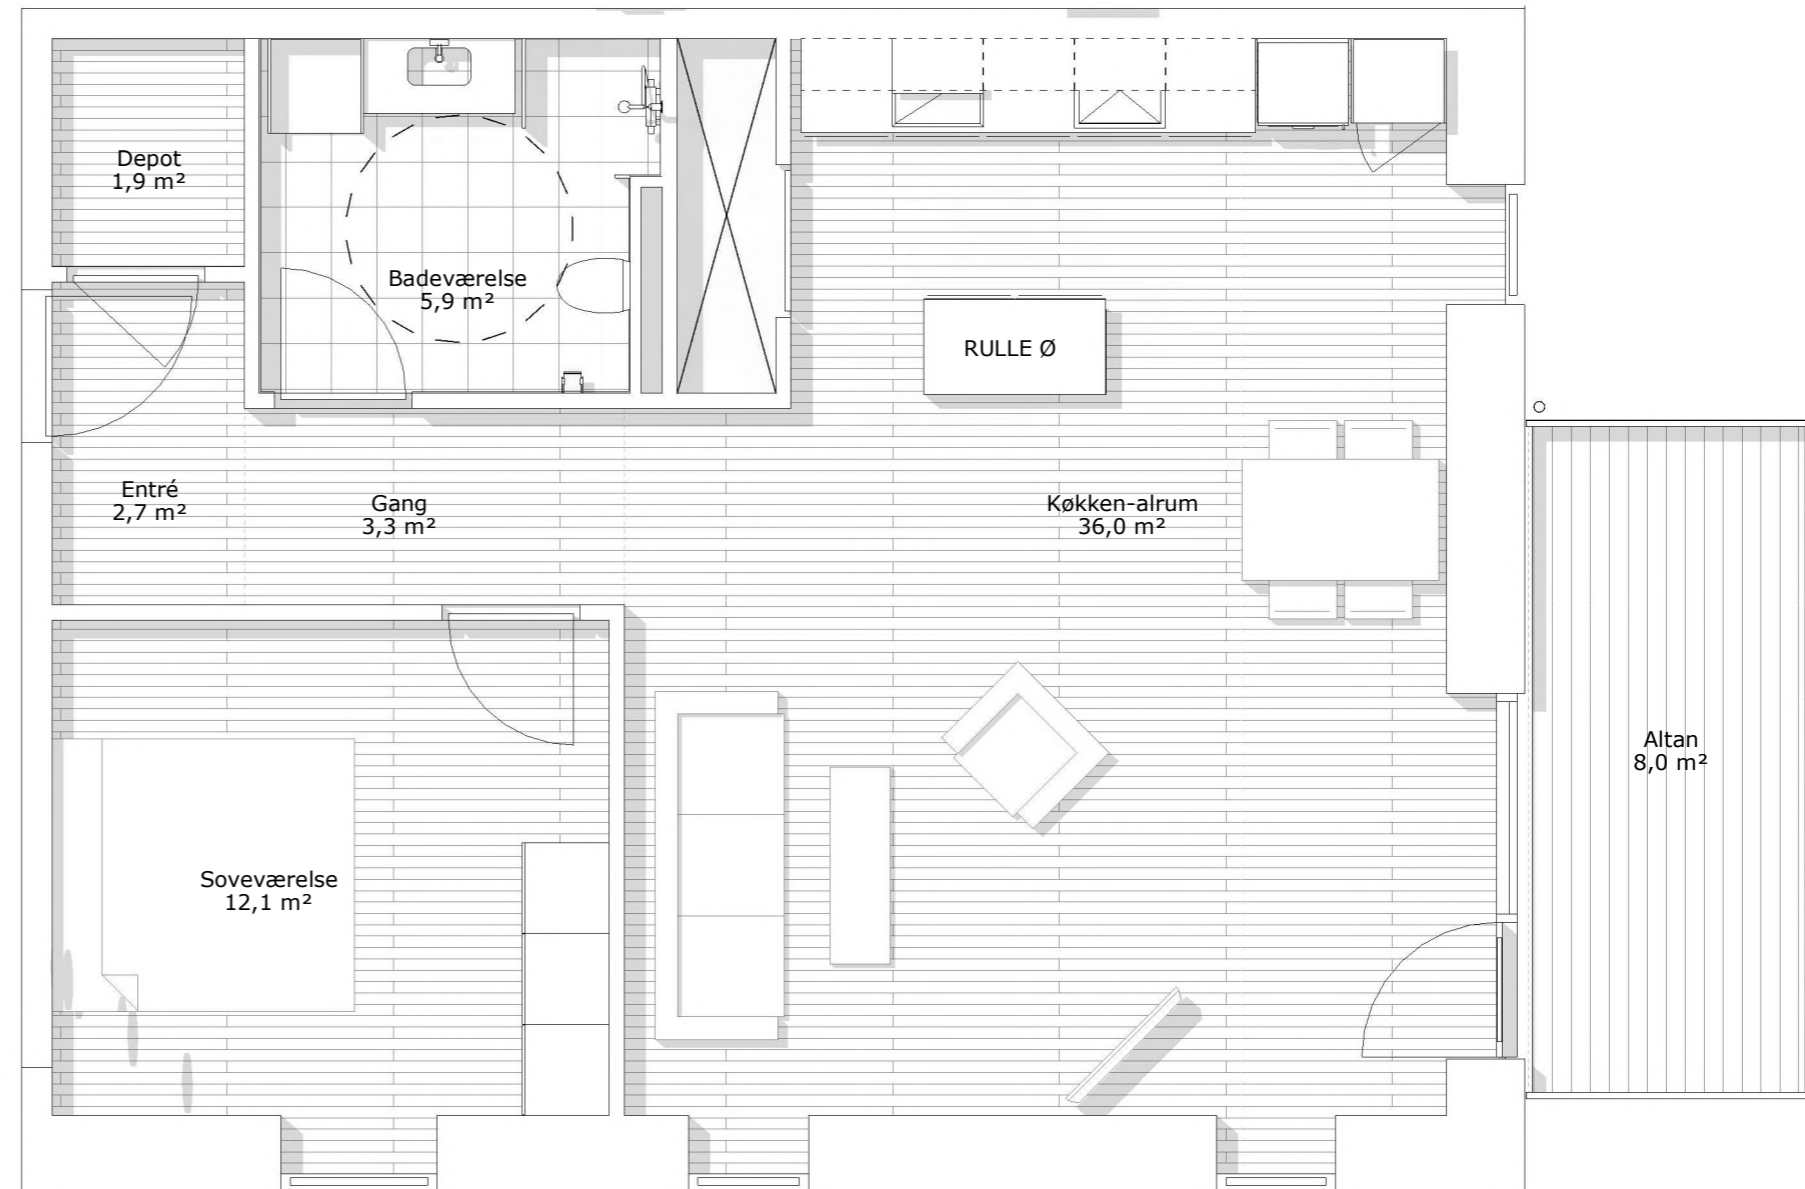 Depot
1,9 m²
Badeværelse
5,9 m²
RULLE Ø
Entré
2,7 m²
Gang
3,3 m²
Køkken-alrum
36,0 m²
Altan
8,0 m²
Soveværelse
12,1 m²